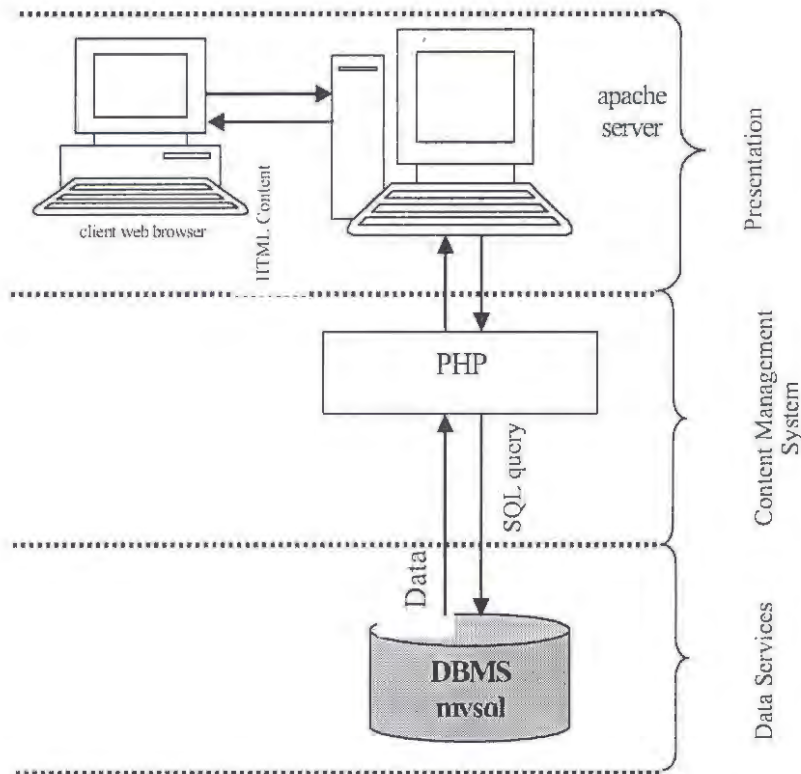 apache
server
Presentation
client web browser
HTML Content
PHP
Content Management
System
SQL query
Data
DBMS
mysql
Data Services